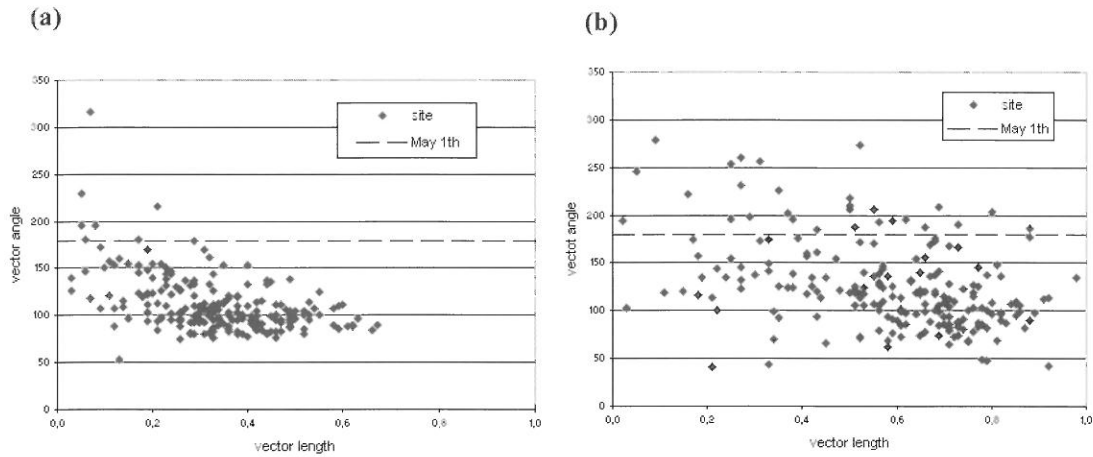 (a)
350
300
250
200
150
100
50
0
vector angle
site
May 1th
0,0 0,2 0,4 0,6 0,8 1,0
vector length
(b)
350
300
250
200
150
100
50
0
vectot angle
site
May 1th
0,0 0,2 0,4 0,6 0,8 1,0
vector length